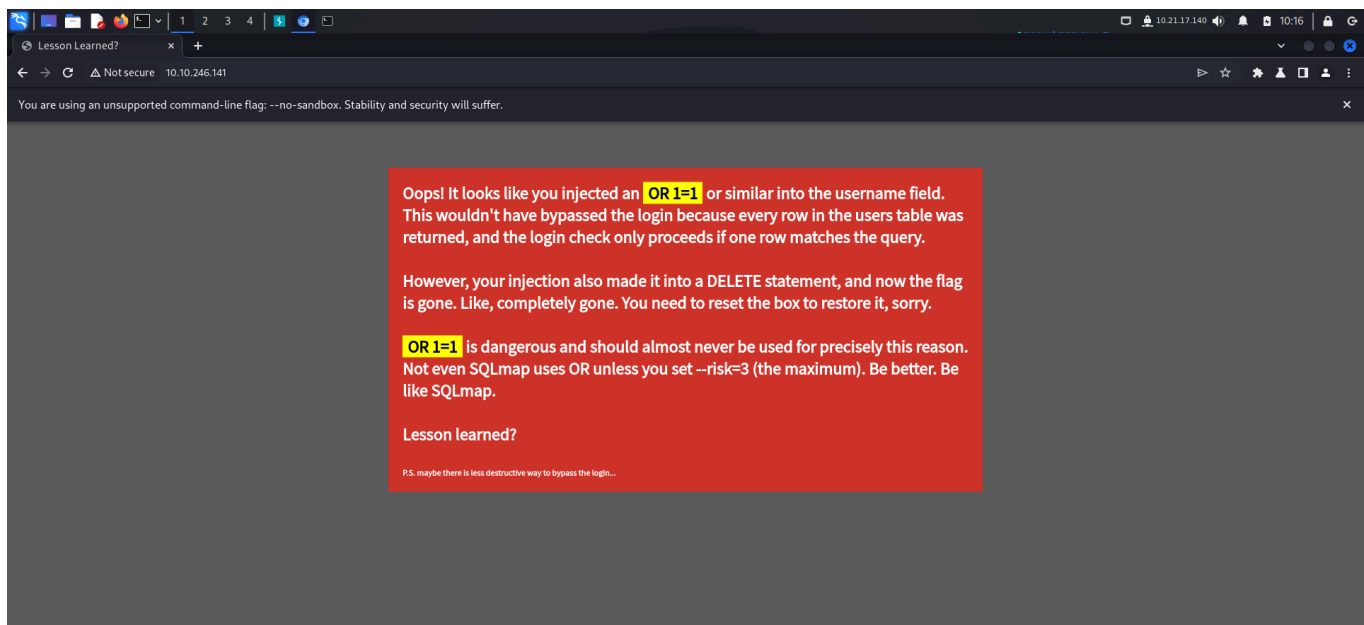 1 2 3 4 10.21.17.140 10:16
Lesson Learned?
Not secure 10.10.246.141
You are using an unsupported command-line flag: --no-sandbox. Stability and security will suffer.
Oops! It looks like you injected an OR 1=1 or similar into the username field.
This wouldn't have bypassed the login because every row in the users table was
returned, and the login check only proceeds if one row matches the query.
However, your injection also made it into a DELETE statement, and now the flag
is gone. Like, completely gone. You need to reset the box to restore it, sorry.
OR 1=1 is dangerous and should almost never be used for precisely this reason.
Not even SQLmap uses OR unless you set --risk=3 (the maximum). Be better. Be
like SQLmap.
Lesson learned?
P.S. maybe there is less destructive way to bypass the login...